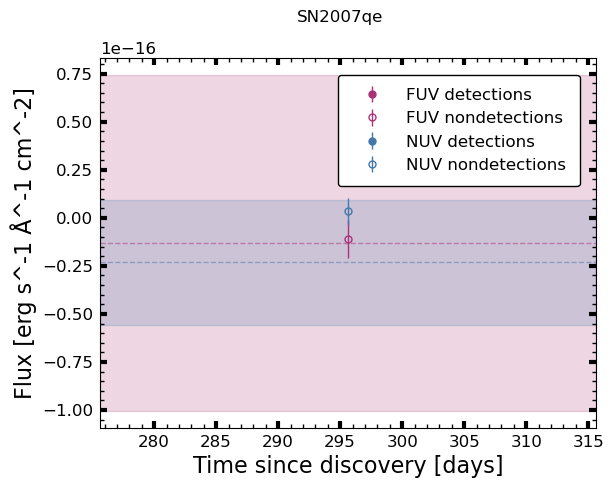 SN2007qe
1e−16
0.75
0.50
0.25
0.00
−0.25
−0.50
−0.75
−1.00
Flux [erg s^-1 Å^-1 cm^-2]
FUV detections
FUV nondetections
NUV detections
NUV nondetections
280 285 290 295 300 305 310 315
Time since discovery [days]